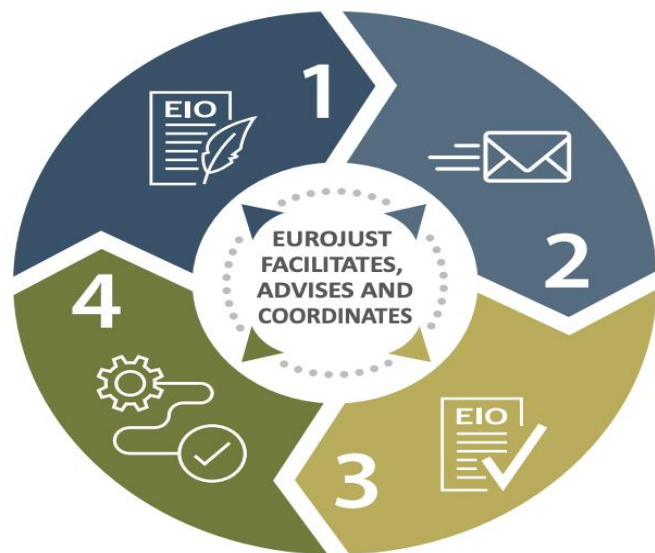 1
EIO
2
EUROJUST
FACILITATES,
ADVISES AND
COORDINATES
4
3
EIO